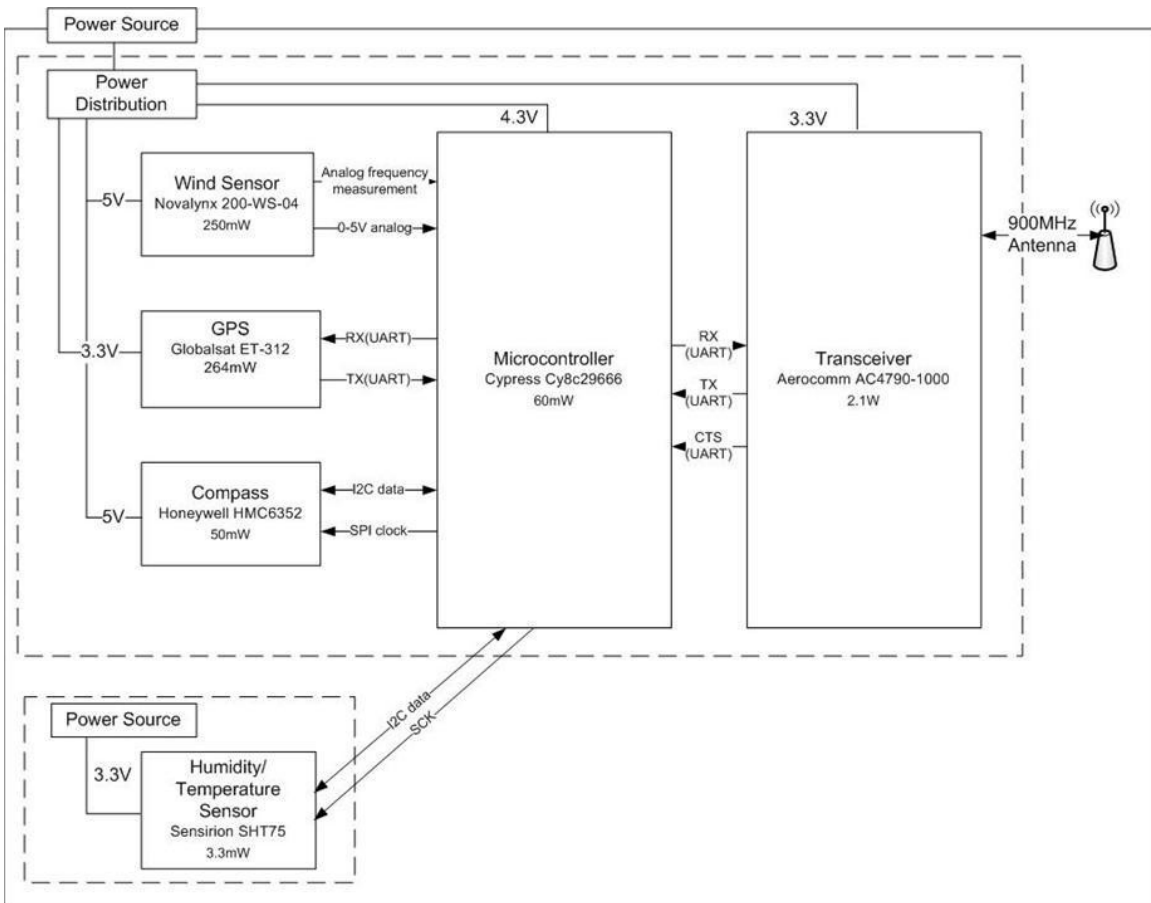 Power Source
Power
Distribution
4.3V
3.3V
Wind Sensor
Novalynx 200-WS-04
250mW
5V
Analog frequency
measurement
0-5V analog
900MHz
Antenna
GPS
Globalsat ET-312
264mW
3.3V
RX(UART)
TX(UART)
Microcontroller
Cypress Cy8c29666
60mW
RX
(UART)
TX
(UART)
CTS
(UART)
Transceiver
Aerocomm AC4790-1000
2.1W
Compass
Honeywell HMC6352
50mW
5V
I2C data
SPI clock
I2C data
SCK
Power Source
3.3V
Humidity/
Temperature
Sensor
Sensirion SHT75
3.3mW